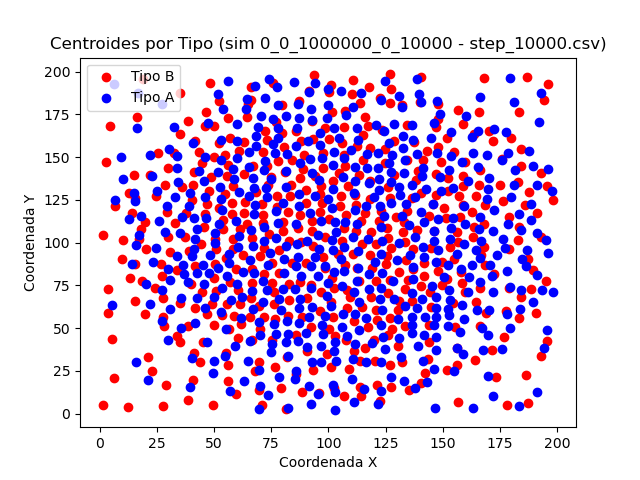 Centroides por Tipo (sim 0_0_1000000_0_10000 - step_10000.csv)
Tipo B
Tipo A
200
175
150
125
100
75
50
25
0
Coordenada Y
0 25 50 75 100 125 150 175 200
Coordenada X